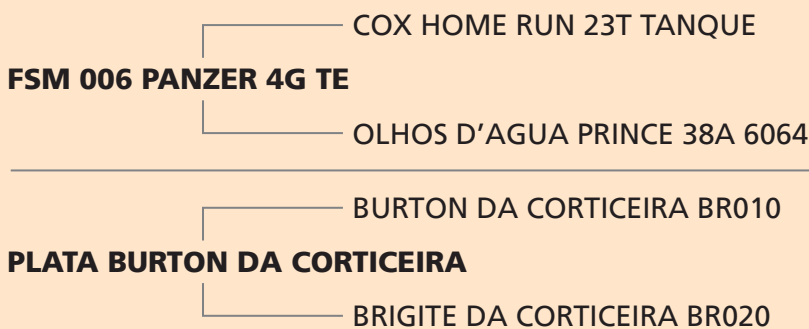 COX HOME RUN 23T TANQUE
FSM 006 PANZER 4G TE
OLHOS D’AGUA PRINCE 38A 6064
BURTON DA CORTICEIRA BR010
PLATA BURTON DA CORTICEIRA
BRIGITE DA CORTICEIRA BR020